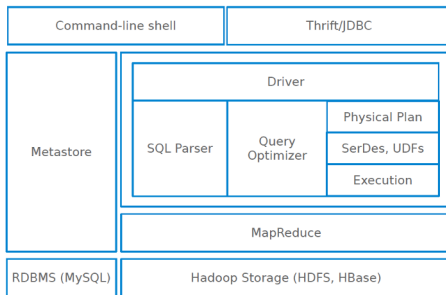 Command-line shell
Thrift/JDBC
Metastore
Driver
SQL Parser
Query
Optimizer
Physical Plan
SerDes, UDFs
Execution
MapReduce
RDBMS (MySQL)
Hadoop Storage (HDFS, HBase)